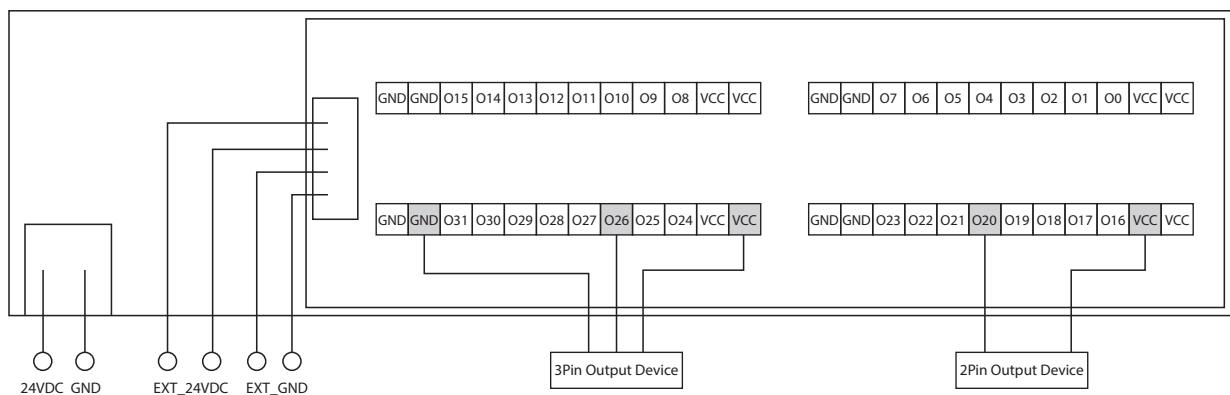 GND GND O15 O14 O13 O12 O11 O10 O9 O8 VCC VCC
GND GND O7 O6 O5 O4 O3 O2 O1 O0 VCC VCC
GND GND O31 O30 O29 O28 O27 O26 O25 O24 VCC VCC
GND GND O23 O22 O21 O20 O19 O18 O17 O16 VCC VCC
3Pin Output Device
2Pin Output Device
24VDC GND
EXT_24VDC
EXT_GND